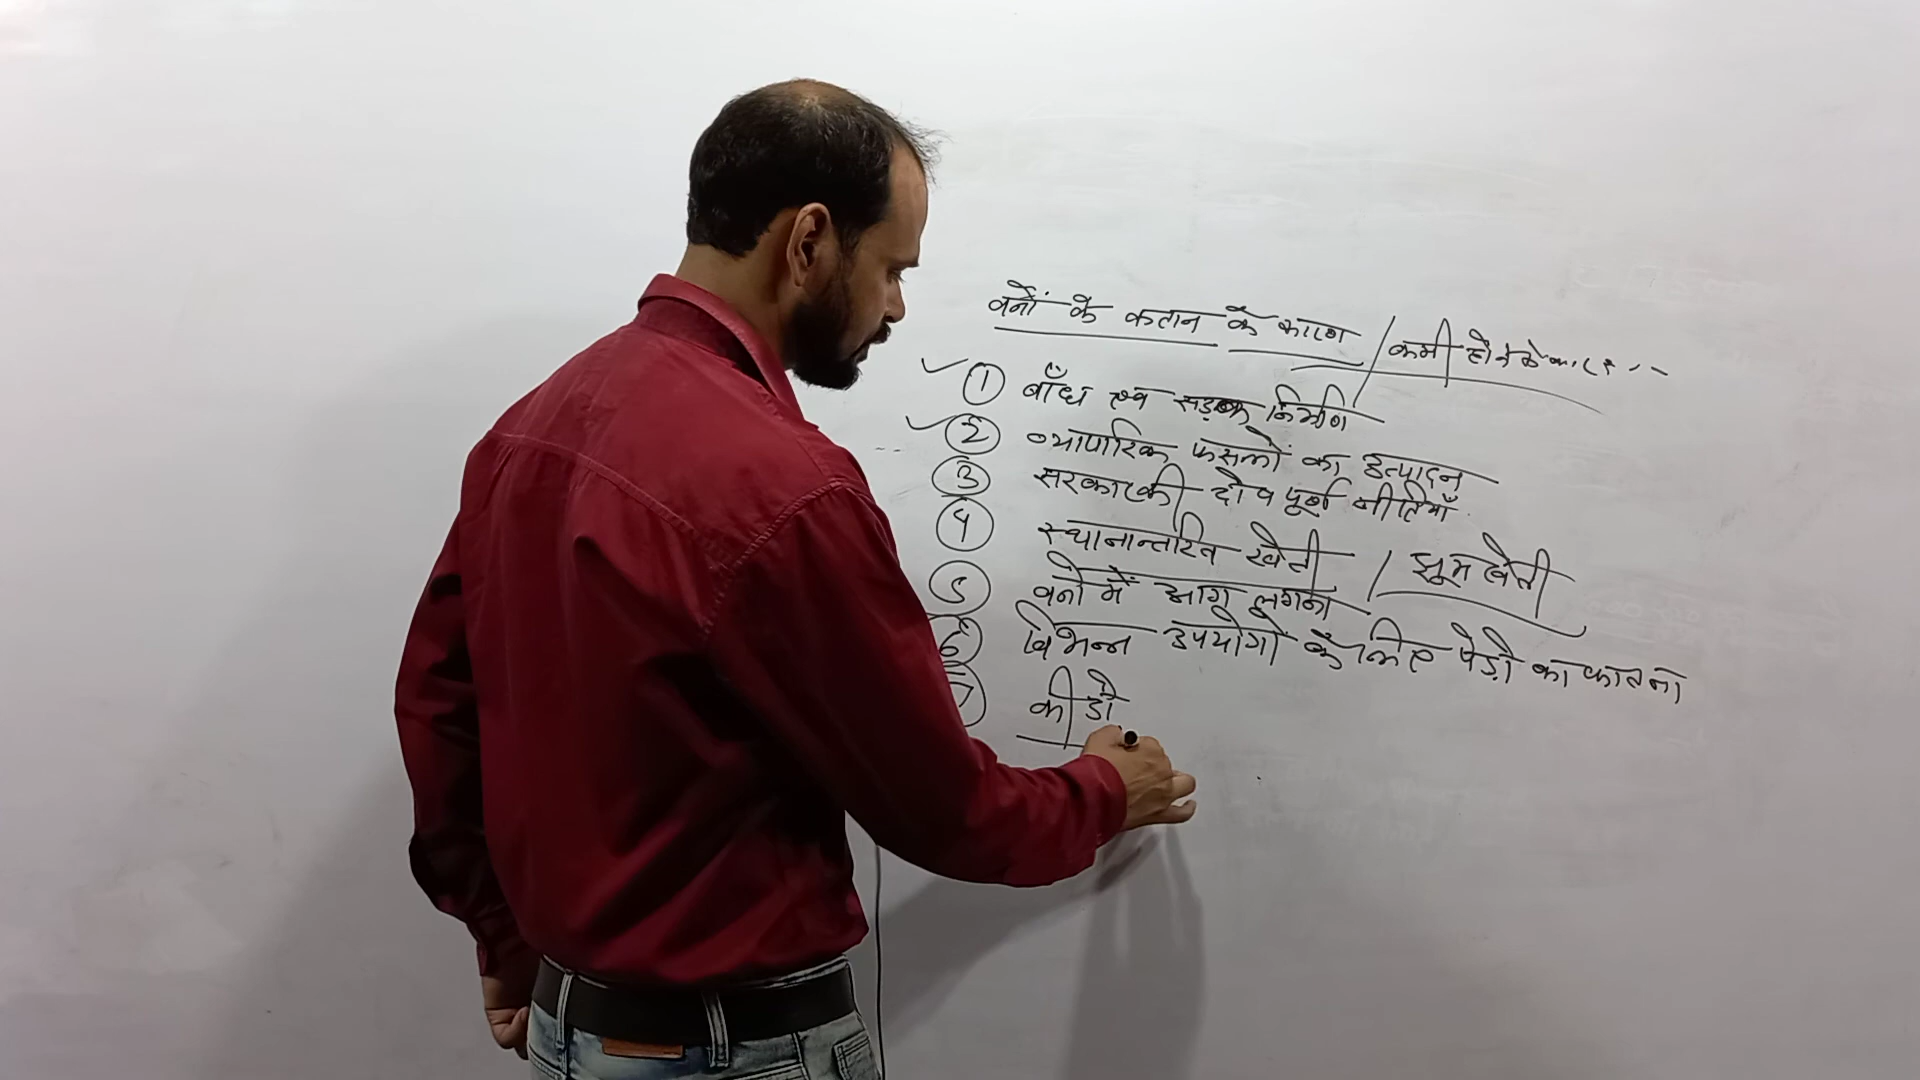 वनों के कतान के कारण / कमी होने के कारण
① बाँध एवं सड़क निर्माण
② व्यापारिक फसलों का उत्पादन
③ सरकार की दोषपूर्ण नीतियाँ
④ स्थानान्तरित खेती / झूम खेती
⑤ वनों में आग लगना
⑥ विभिन्न उपयोगों के लिए पेड़ों का काटना
⑦ कीडो